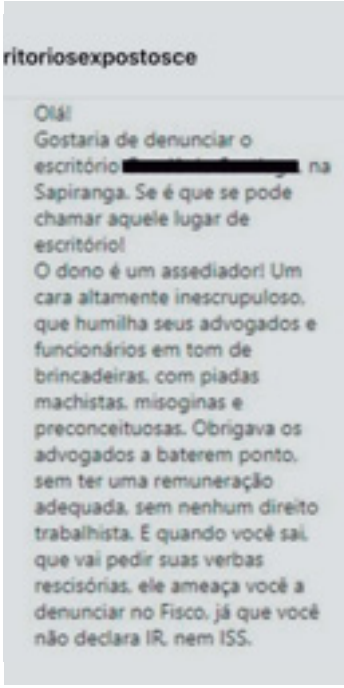 ritoriosexpostosce
Olá!
Gostaria de denunciar o
escritório na
Sapiranga. Se é que se pode
chamar aquele lugar de
escritório!
O dono é um assediador! Um
cara altamente inescrupuloso,
que humilha seus advogados e
funcionários em tom de
brincadeiras, com piadas
machistas, misoginas e
preconceituosas. Obrigava os
advogados a baterem ponto,
sem ter uma remuneração
adequada, sem nenhum direito
trabalhista. E quando você sai,
que vai pedir suas verbas
rescisórias, ele ameaça você a
denunciar no Fisco, já que você
não declara IR, nem ISS.